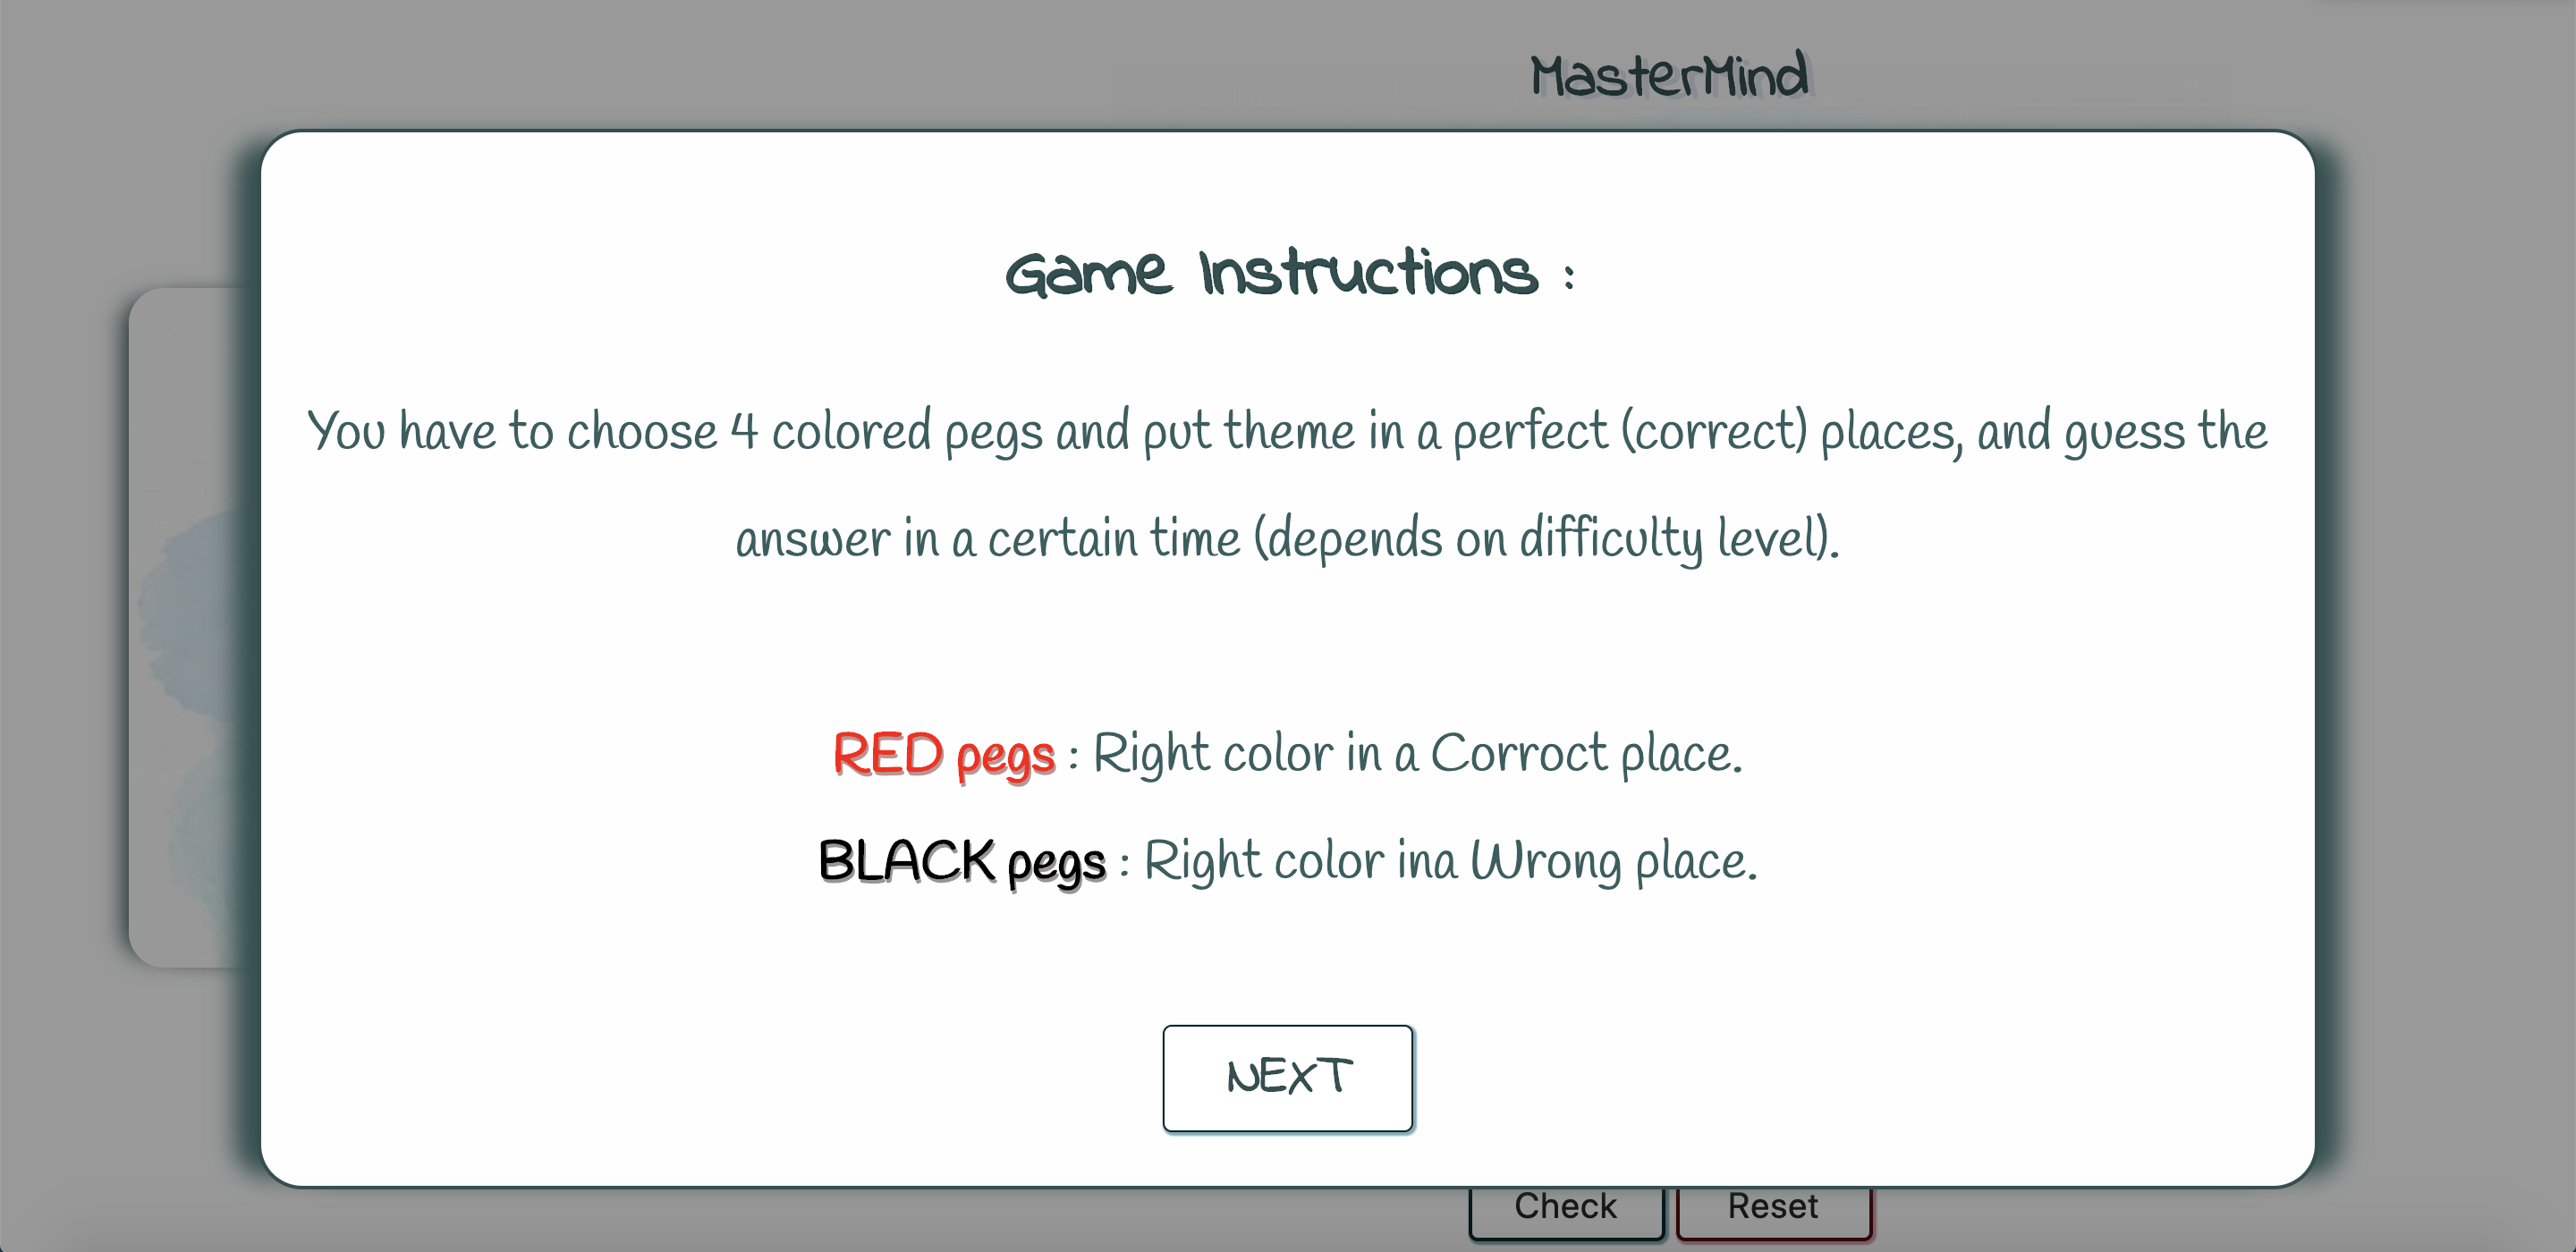 MasterMind
Game Instructions :
You have to choose 4 colored pegs and put theme in a perfect (correct) places, and guess the
answer in a certain time (depends on difficulty level).
RED pegs : Right color in a Corroct place.
BLACK pegs : Right color ina Wrong place.
NEXT
Check Reset